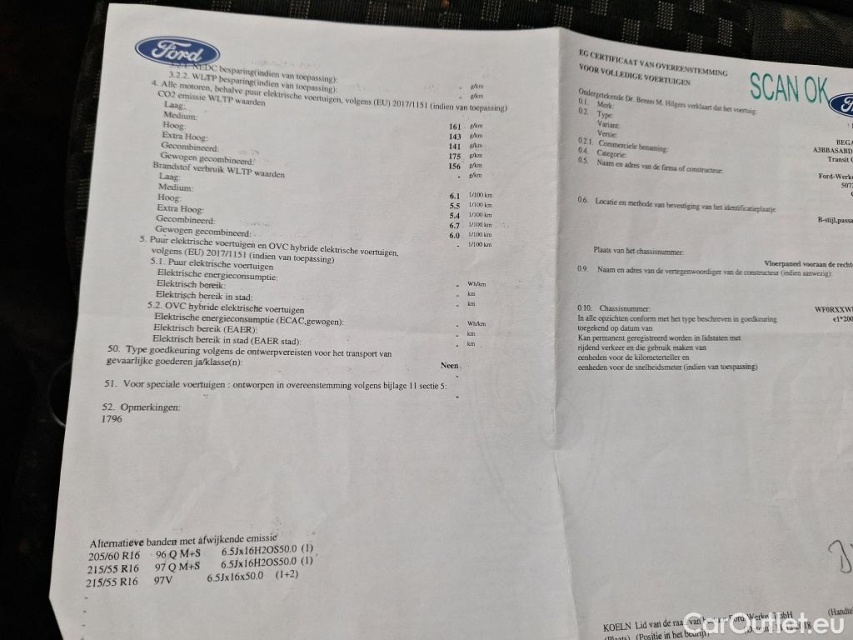 Ford
NEDC besparing(indien van toepassing): - g/km
3.2.2. WLTP besparing(indien van toepassing): - g/km
4. Alle motoren, behalve puur elektrische voertuigen, volgens (EU) 2017/1151 (indien van toepassing)
CO2 emissie WLTP waarden
Laag: 161 g/km
Medium: 143 g/km
Hoog: 141 g/km
Extra Hoog: 175 g/km
Gecombineerd: 156 g/km
Gewogen gecombineerd: - g/km
Brandstof verbruik WLTP waarden
Laag: 6.1 l/100 km
Medium: 5.5 l/100 km
Hoog: 5.4 l/100 km
Extra Hoog: 6.7 l/100 km
Gecombineerd: 6.0 l/100 km
Gewogen gecombineerd: - l/100 km
5. Puur elektrische voertuigen en OVC hybride elektrische voertuigen,
volgens (EU) 2017/1151 (indien van toepassing)
5.1. Puur elektrische voertuigen
Elektrische energieconsumptie: - Wh/km
Elektrisch bereik: - km
Elektrisch bereik in stad: - km
5.2. OVC hybride elektrische voertuigen
Elektrische energieconsumptie (ECAC,gewogen): - Wh/km
Elektrisch bereik (EAER): - km
Elektrisch bereik in stad (EAER stad): - km
50. Type goedkeuring volgens de ontwerpvereisten voor het transport van
gevaarlijke goederen ja/klasse(n): Neen
51. Voor speciale voertuigen : ontworpen in overeenstemming volgens bijlage 11 sectie 5: -
52. Opmerkingen:
1796
Alternatieve banden met afwijkende emissie
205/60 R16 96 Q M+S 6.5Jx16H2OS50.0 (1)
215/55 R16 97 Q M+S 6.5Jx16H2OS50.0 (1)
215/55 R16 97V 6.5Jx16x50.0 (1+2)
EG CERTIFICAAT VAN OVEREENSTEMMING
VOOR VOLLEDIGE VOERTUIGEN
SCAN OK
Ondergetekende Dr. Benno M. Hilgers verklaart dat het voertuig:
0.1. Merk:
0.2. Type:
Variant:
Versie:
0.2.1. Commerciele benaming:
0.4. Categorie:
0.5. Naam en adres van de firma of constructeur:
A3BBASABD
Transit
Ford-Werke
0.6. Locatie en methode van bevestiging van het identificatieplaatje:
B-stijl,passa
Plaats van het chassisnummer:
Vloerpaneel vooraan de rechte
0.9. Naam en adres van de vertegenwoordiger van de constructeur (indien aanwezig):
0.10. Chassisnummer: WF0RXXW
In alle opzichten conform met het type beschreven in goedkeuring e1*200
toegekend op datum van
Kan permanent geregistreerd worden in lidstaten met
rijdend verkeer en die gebruik maken van
eenheden voor de kilometerteller en
eenheden voor de snelheidsmeter (indien van toepassing)
KOELN Lid van de raad van
(Plaats) (Positie in het bedrijf)
CarOutlet.eu